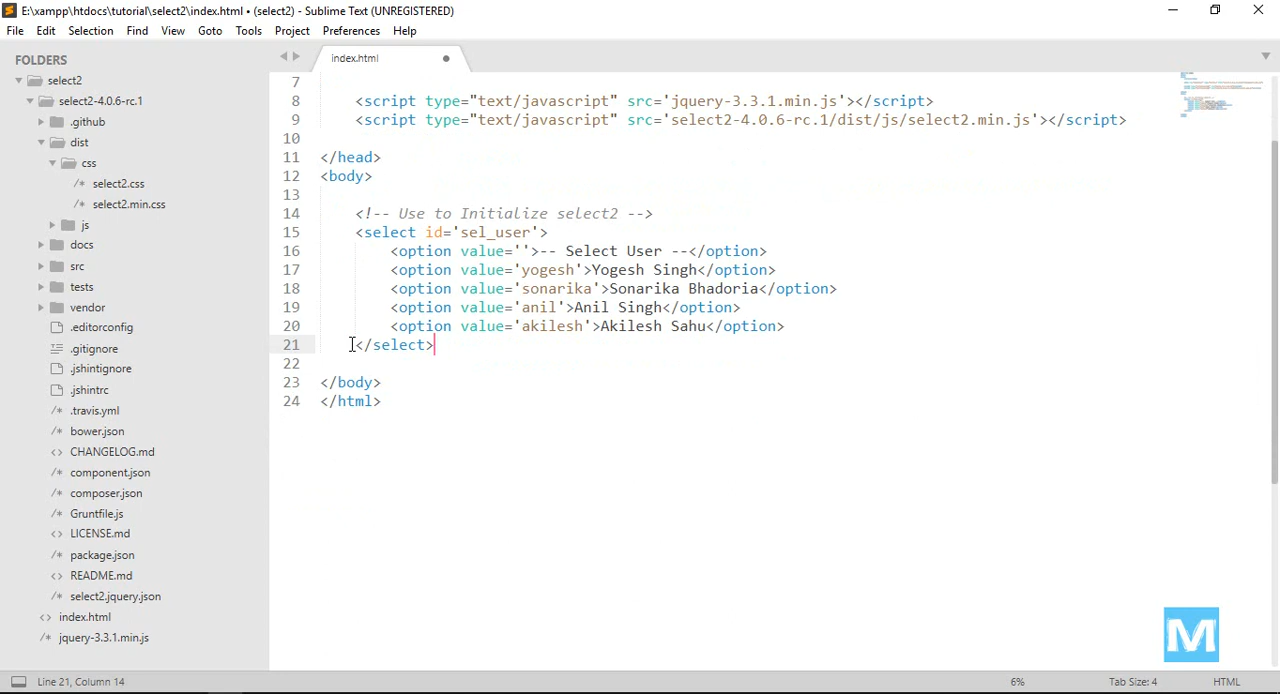 E:\xampp\htdocs\tutorial\select2\index.html • (select2) - Sublime Text (UNREGISTERED)
File Edit Selection Find View Goto Tools Project Preferences Help
FOLDERS
select2
select2-4.0.6-rc.1
.github
dist
css
select2.css
select2.min.css
js
docs
src
tests
vendor
.editorconfig
.gitignore
.jshintignore
.jshintrc
.travis.yml
bower.json
CHANGELOG.md
component.json
composer.json
Gruntfile.js
LICENSE.md
package.json
README.md
select2.jquery.json
index.html
jquery-3.3.1.min.js
index.html
7
8 <script type="text/javascript" src='jquery-3.3.1.min.js'></script>
9 <script type="text/javascript" src='select2-4.0.6-rc.1/dist/js/select2.min.js'></script>
10
11 </head>
12 <body>
13
14 <!-- Use to Initialize select2 -->
15 <select id='sel_user'>
16 <option value=''>-- Select User --</option>
17 <option value='yogesh'>Yogesh Singh</option>
18 <option value='sonarika'>Sonarika Bhadoria</option>
19 <option value='anil'>Anil Singh</option>
20 <option value='akilesh'>Akilesh Sahu</option>
21 </select>
22
23 </body>
24 </html>
M
Line 21, Column 14 6% Tab Size: 4 HTML